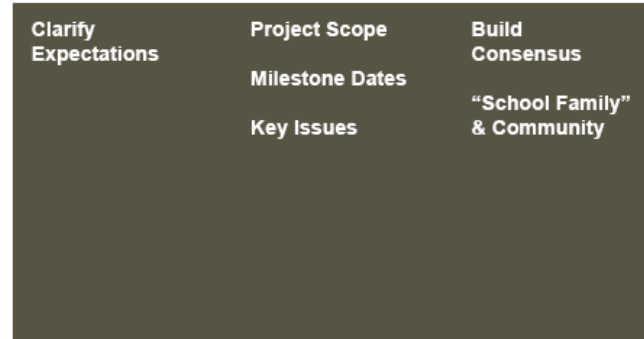 Clarify
Expectations
Project Scope
Milestone Dates
Key Issues
Build
Consensus
“School Family”
& Community